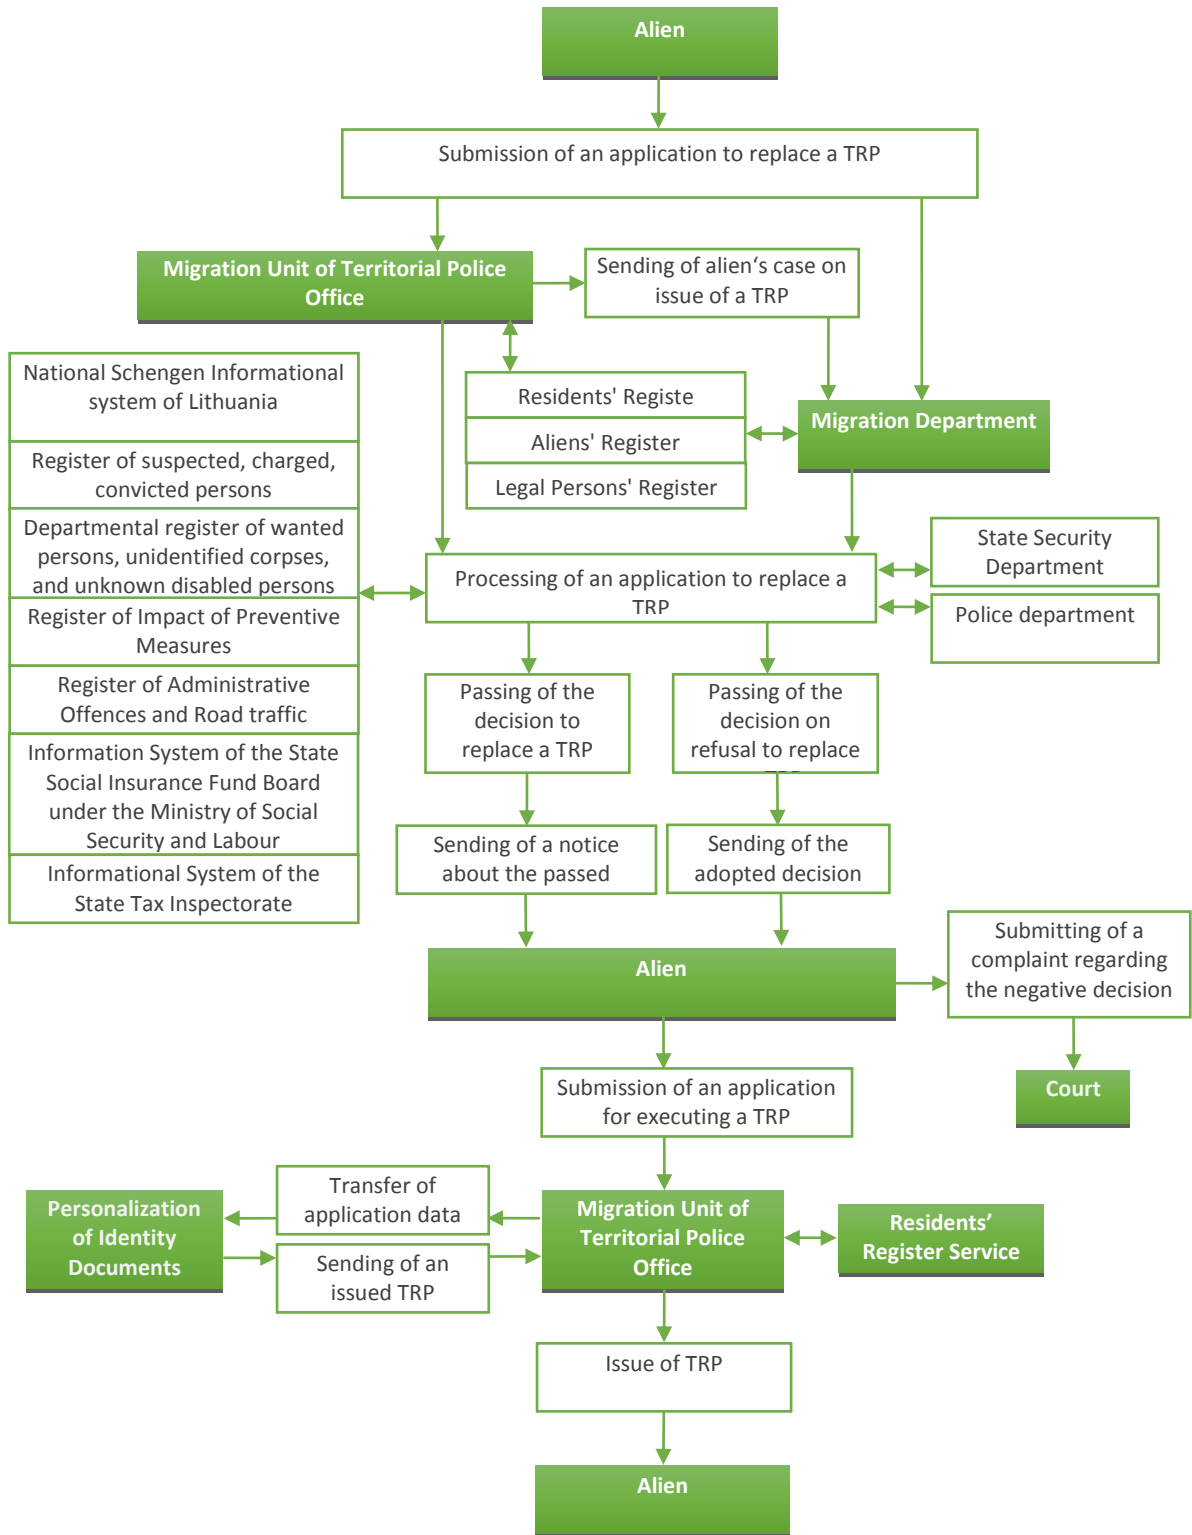 Alien
Submission of an application to replace a TRP
Migration Unit of Territorial Police
Office
Sending of alien‘s case on
issue of a TRP
National Schengen Informational
system of Lithuania
Register of suspected, charged,
convicted persons
Departmental register of wanted
persons, unidentified corpses,
and unknown disabled persons
Register of Impact of Preventive
Measures
Register of Administrative
Offences and Road traffic
Information System of the State
Social Insurance Fund Board
under the Ministry of Social
Security and Labour
Informational System of the
State Tax Inspectorate
Residents' Registe
Aliens' Register
Legal Persons' Register
Migration Department
State Security
Department
Police department
Processing of an application to replace a
TRP
Passing of the
decision to
replace a TRP
Passing of the
decision on
refusal to replace
Sending of a notice
about the passed
Sending of the
adopted decision
Alien
Submitting of a
complaint regarding
the negative decision
Court
Submission of an application
for executing a TRP
Personalization
of Identity
Documents
Transfer of
application data
Sending of an
issued TRP
Migration Unit of
Territorial Police
Office
Residents’
Register Service
Issue of TRP
Alien